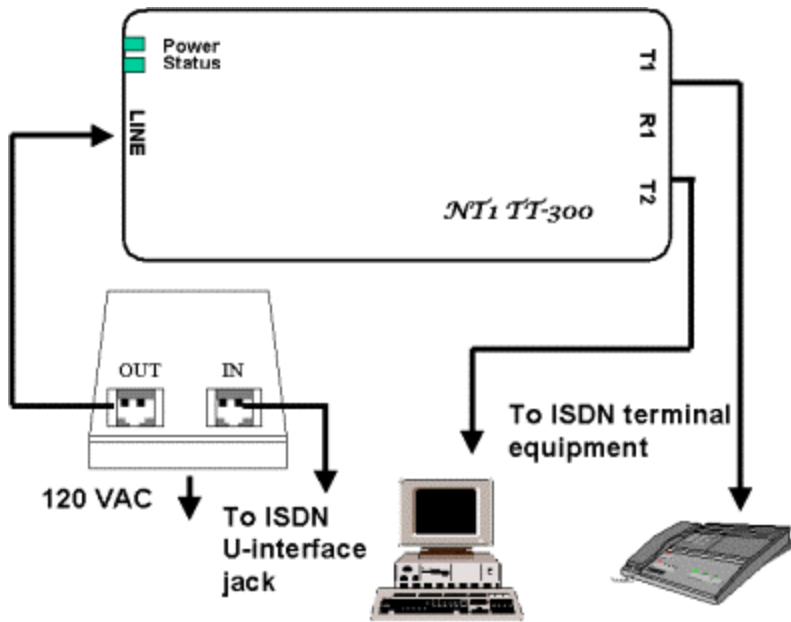 Power
Status
LINE
T1
R1
T2
NT1 TT-300
OUT
IN
120 VAC
To ISDN
U-interface
jack
To ISDN terminal
equipment